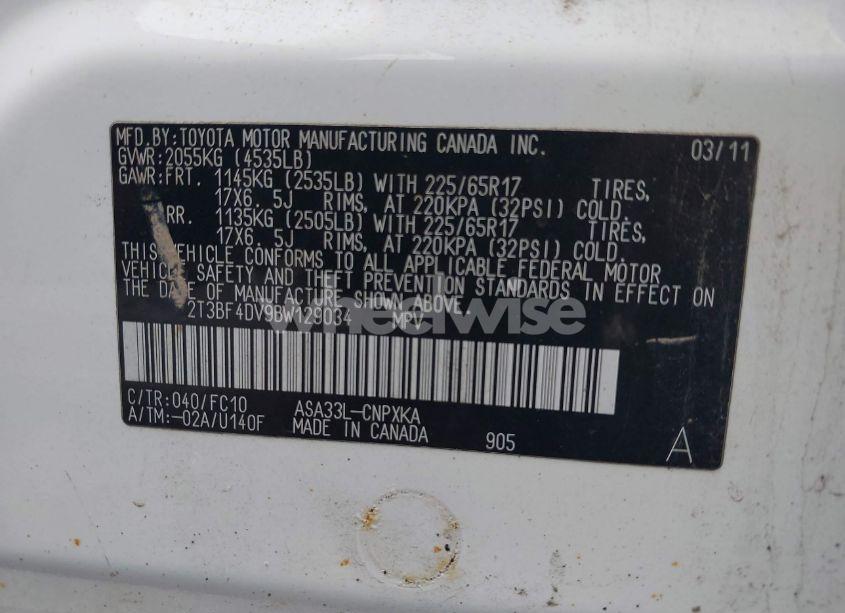 MFD.BY:TOYOTA MOTOR MANUFACTURING CANADA INC. 03/11
GVWR:2055KG (4535LB)
GAWR:FRT. 1145KG (2535LB) WITH 225/65R17 TIRES,
17X6. 5J RIMS, AT 220KPA (32PSI) COLD.
RR. 1135KG (2505LB) WITH 225/65R17 TIRES,
17X6. 5J RIMS, AT 220KPA (32PSI) COLD.
THIS VEHICLE CONFORMS TO ALL APPLICABLE FEDERAL MOTOR
VEHICLE SAFETY AND THEFT PREVENTION STANDARDS IN EFFECT ON
THE DATE OF MANUFACTURE SHOWN ABOVE.
2T3BF4DV9BW129034 MPV
wheelwise
C/TR:040/FC10 ASA33L-CNPXKA
A/TM:-02A/U140F MADE IN CANADA 905 A